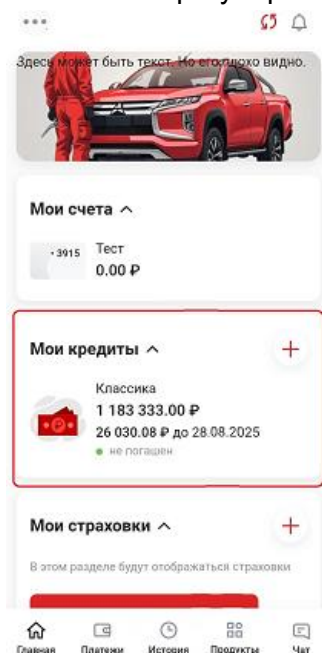 Здесь может быть текст. Но его плохо видно.
Мои счета
• 3915 Тест
0.00 ₽
Мои кредиты
Классика
1 183 333.00 ₽
26 030.08 ₽ до 28.08.2025
не погашен
Мои страховки
В этом разделе будут отображаться страховки
Главная Платежи История Продукты Чат